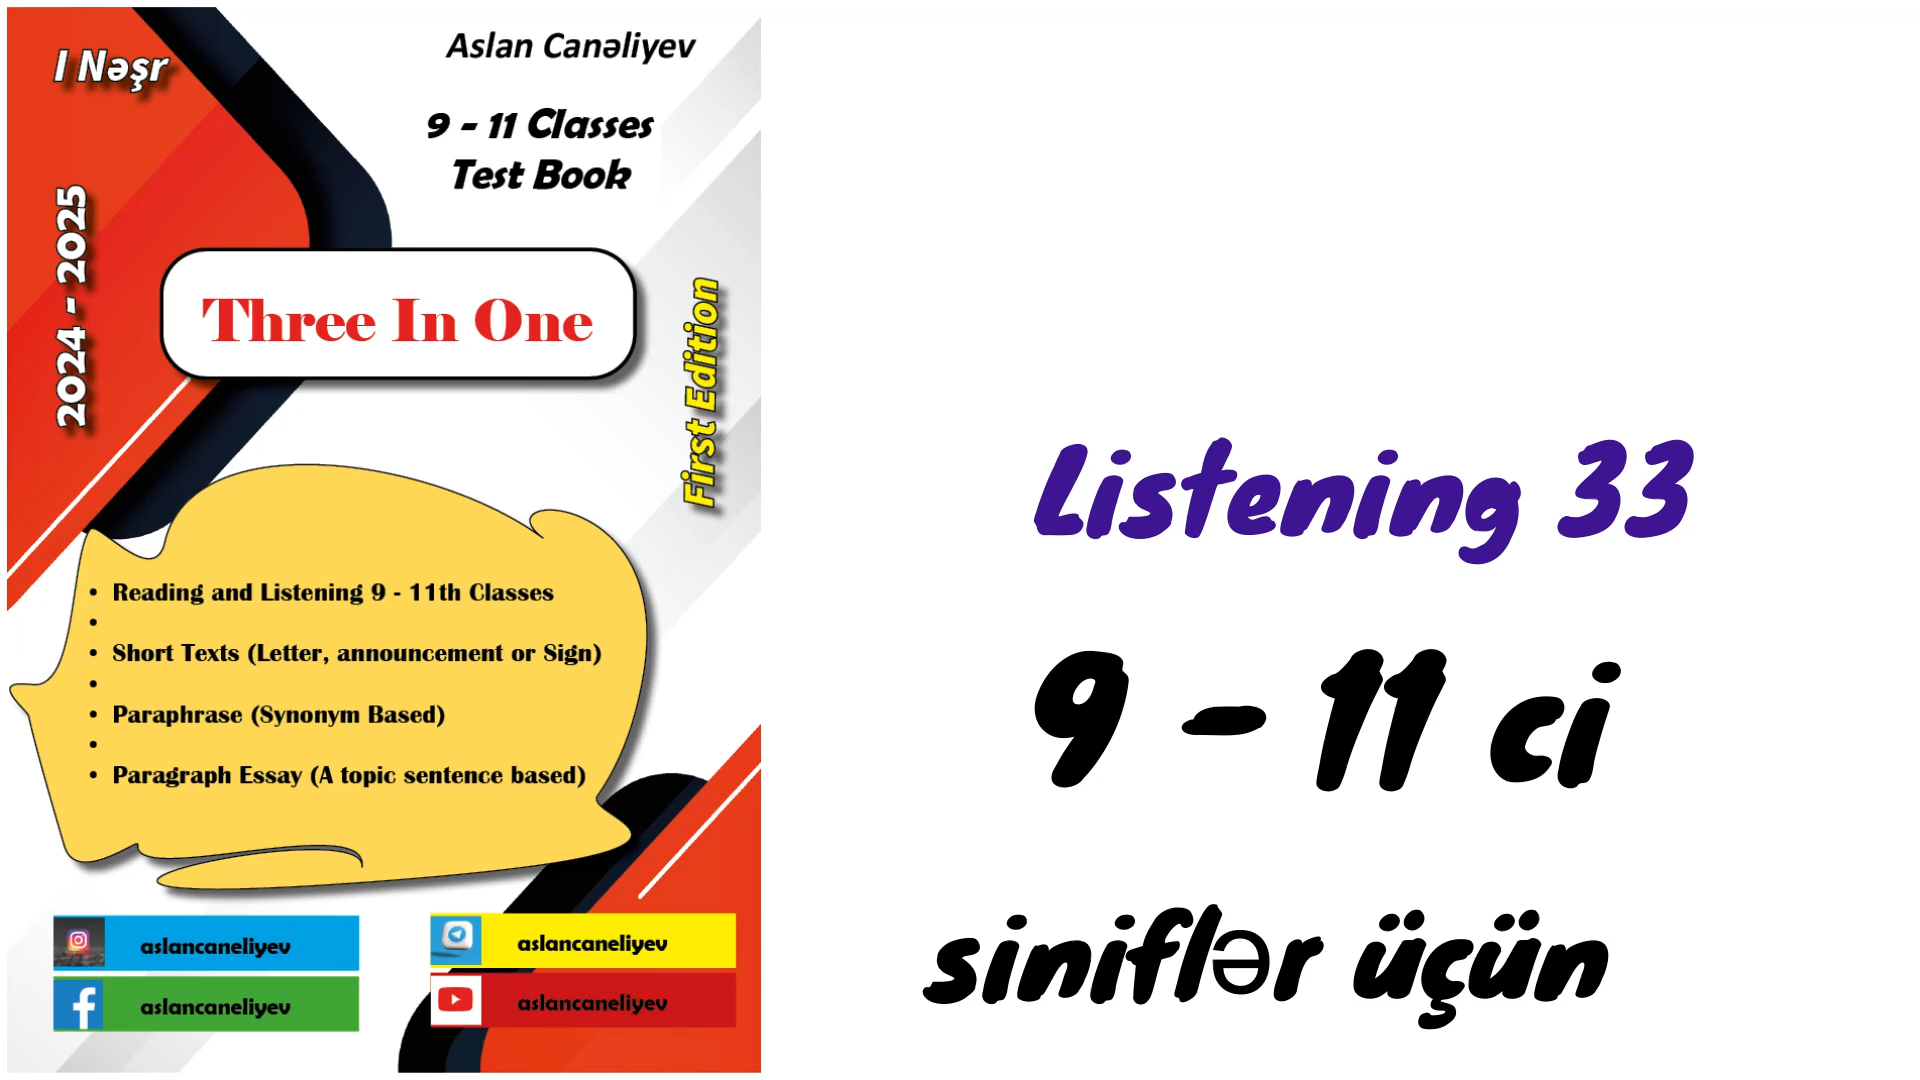 I Nəşr
Aslan Canəliyev
9 - 11 Classes
Test Book
2024 - 2025
Three In One
First Edition
• Reading and Listening 9 - 11th Classes
•
• Short Texts (Letter, announcement or Sign)
•
• Paraphrase (Synonym Based)
•
• Paragraph Essay (A topic sentence based)
aslancaneliyev
aslancaneliyev
aslancaneliyev
aslancaneliyev
Listening 33
9 - 11 ci
siniflər üçün